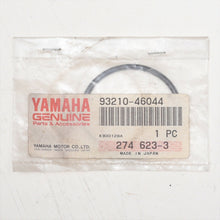 YAMAHA 93210-46044
GENUINE
Parts & Accessories
1 PC
274 623-3
YAMAHA MOTOR CO., LTD. MADE IN JAPAN